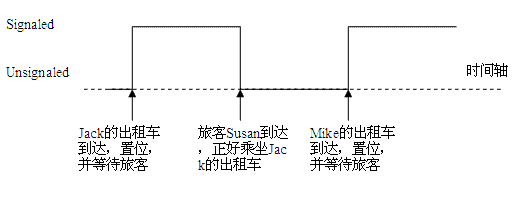 Signaled
Unsignaled
时间轴
Jack的出租车
到达，置位，
并等待旅客
旅客Susan到达
，正好乘坐Jac
k的出租车
Mike的出租车
到达，置位，
并等待旅客